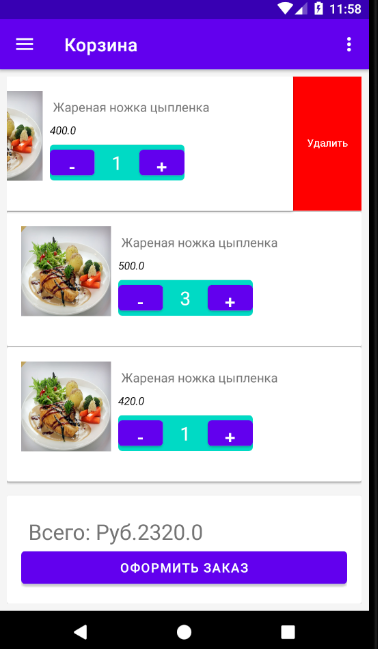 11:58
Корзина
Жареная ножка цыпленка
400.0
- 1 +
Удалить
Жареная ножка цыпленка
500.0
- 3 +
Жареная ножка цыпленка
420.0
- 1 +
Всего: Руб.2320.0
ОФОРМИТЬ ЗАКАЗ